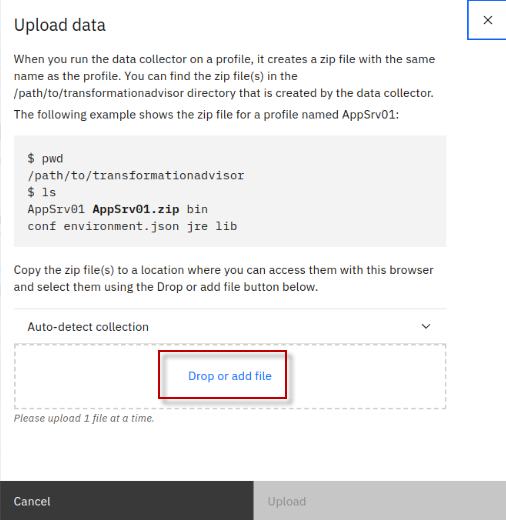 Upload data
When you run the data collector on a profile, it creates a zip file with the same
name as the profile. You can find the zip file(s) in the
/path/to/transformationadvisor directory that is created by the data collector.
The following example shows the zip file for a profile named AppSrv01:
$ pwd
/path/to/transformationadvisor
$ ls
AppSrv01 AppSrv01.zip bin
conf environment.json jre lib
Copy the zip file(s) to a location where you can access them with this browser
and select them using the Drop or add file button below.
Auto-detect collection
Drop or add file
Please upload 1 file at a time.
Cancel
Upload